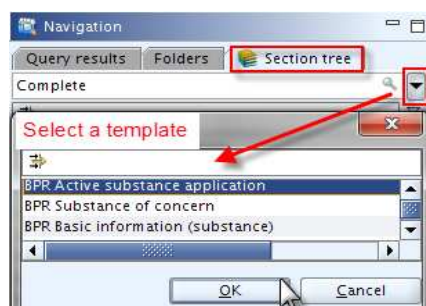 Navigation
Query results Folders Section tree
Complete
Select a template
BPR Active substance application
BPR Substance of concern
BPR Basic information (substance)
OK Cancel